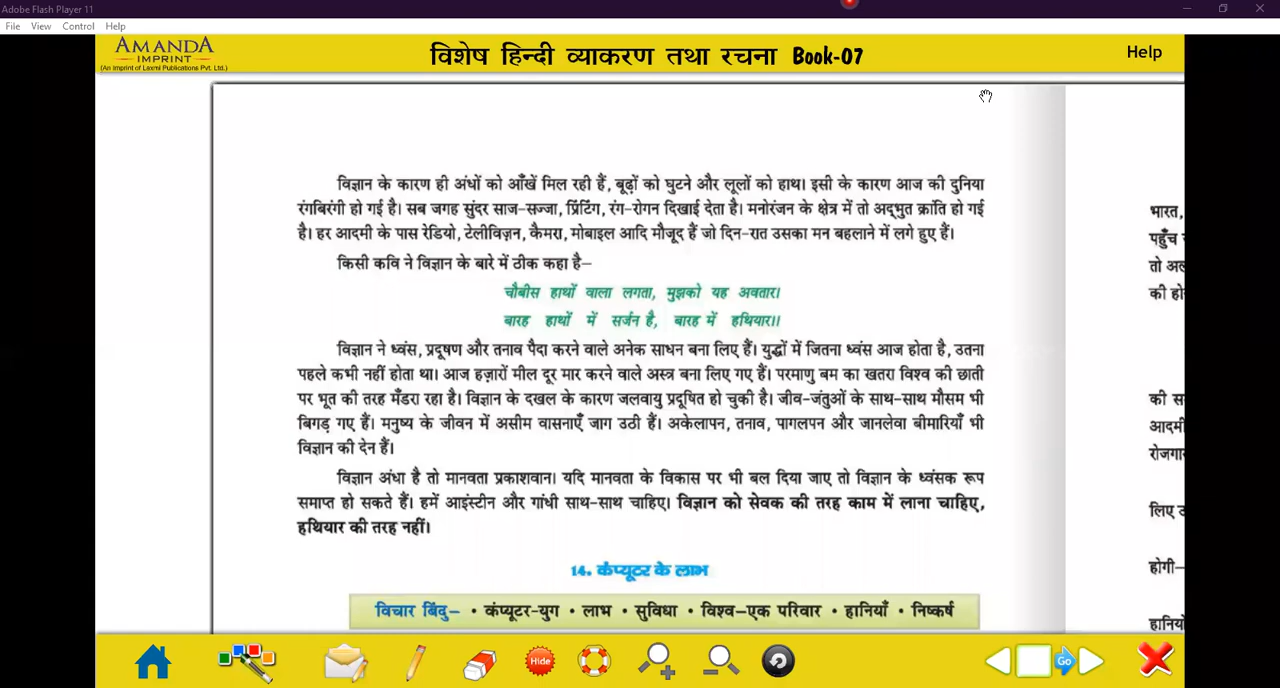 Adobe Flash Player 11
File View Control Help
AMANDA
IMPRINT
(An Imprint of Laxmi Publications Pvt. Ltd.)
विशेष हिन्दी व्याकरण तथा रचना Book-07
Help
विज्ञान के कारण ही अंधों को आँखें मिल रही हैं, बूढ़ों को घुटने और लूलों को हाथ। इसी के कारण आज की दुनिया
रंगबिरंगी हो गई है। सब जगह सुंदर साज-सज्जा, प्रिंटिंग, रंग-रोगन दिखाई देता है। मनोरंजन के क्षेत्र में तो अद्भुत क्रांति हो गई
है। हर आदमी के पास रेडियो, टेलीविज़न, कैमरा, मोबाइल आदि मौजूद हैं जो दिन-रात उसका मन बहलाने में लगे हुए हैं।
किसी कवि ने विज्ञान के बारे में ठीक कहा है–
चौबीस हाथों वाला लगता, मुझको यह अवतार।
बारह हाथों में सर्जन है, बारह में हथियार।।
विज्ञान ने ध्वंस, प्रदूषण और तनाव पैदा करने वाले अनेक साधन बना लिए हैं। युद्धों में जितना ध्वंस आज होता है, उतना
पहले कभी नहीं होता था। आज हज़ारों मील दूर मार करने वाले अस्त्र बना लिए गए हैं। परमाणु बम का खतरा विश्व की छाती
पर भूत की तरह मँडरा रहा है। विज्ञान के दखल के कारण जलवायु प्रदूषित हो चुकी है। जीव-जंतुओं के साथ-साथ मौसम भी
बिगड़ गए हैं। मनुष्य के जीवन में असीम वासनाएँ जाग उठी हैं। अकेलापन, तनाव, पागलपन और जानलेवा बीमारियाँ भी
विज्ञान की देन हैं।
विज्ञान अंधा है तो मानवता प्रकाशवान। यदि मानवता के विकास पर भी बल दिया जाए तो विज्ञान के ध्वंसक रूप
समाप्त हो सकते हैं। हमें आइंस्टीन और गांधी साथ-साथ चाहिए। विज्ञान को सेवक की तरह काम में लाना चाहिए,
हथियार की तरह नहीं।
14. कंप्यूटर के लाभ
विचार बिंदु– • कंप्यूटर-युग • लाभ • सुविधा • विश्व–एक परिवार • हानियाँ • निष्कर्ष
भारत,
पहुँच
तो
की
की
आदमी
लिए
होगी–
Hide
Go